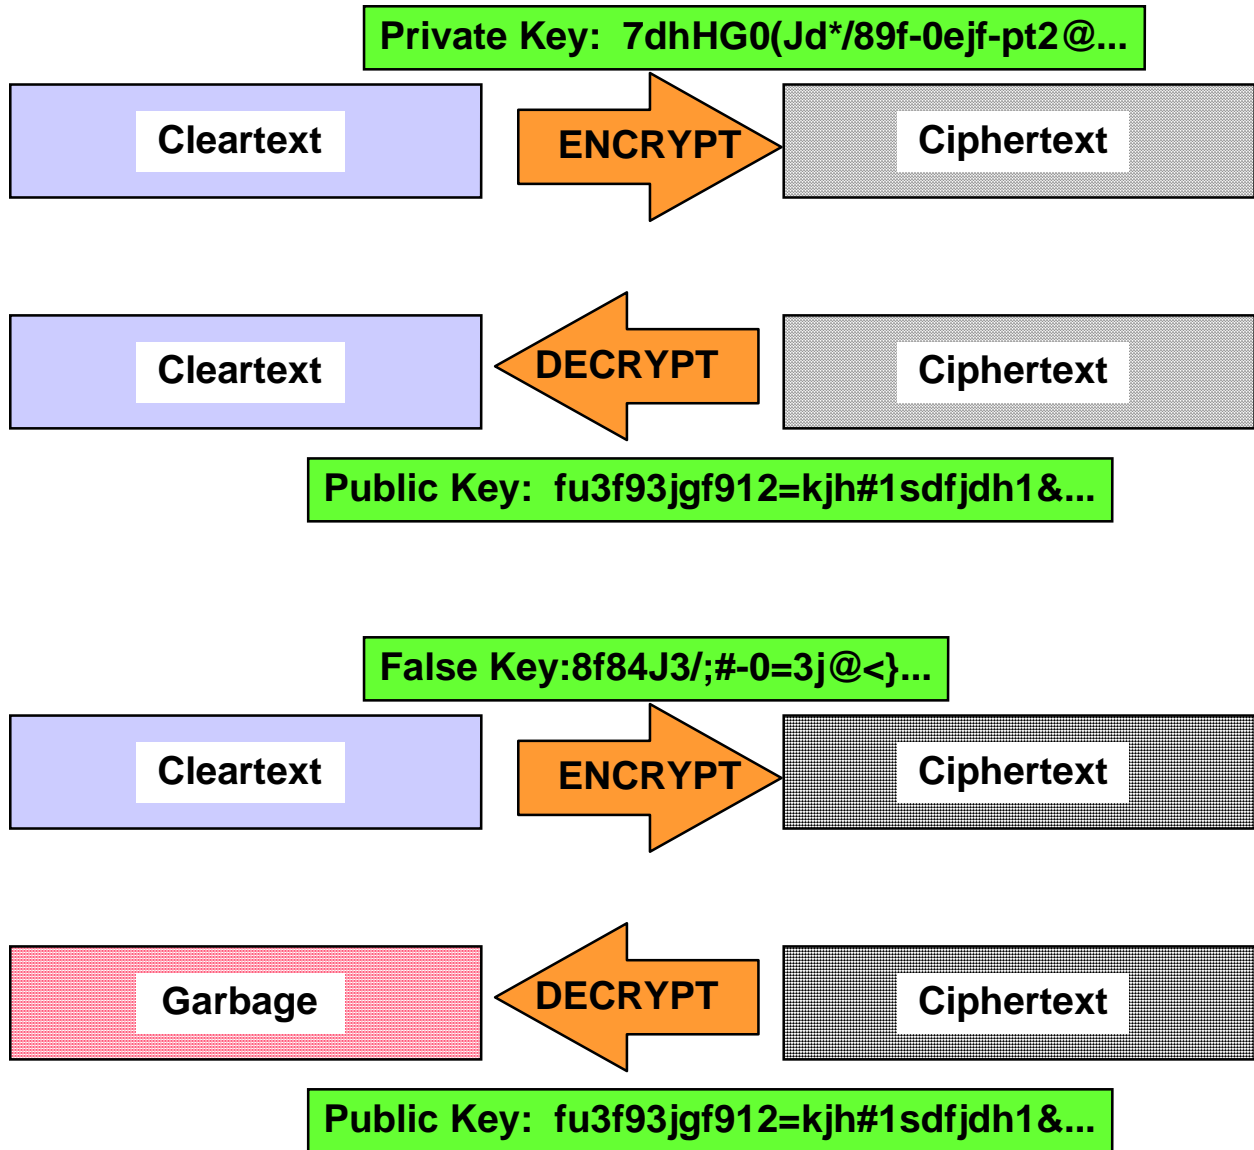 Private Key:  7dhHG0(Jd*/89f-0ejf-pt2@...
Cleartext
ENCRYPT
Ciphertext
Cleartext
DECRYPT
Ciphertext
Public Key:  fu3f93jgf912=kjh#1sdfjdh1&...
False Key:8f84J3/;#-0=3j@<}...
Cleartext
ENCRYPT
Ciphertext
Garbage
DECRYPT
Ciphertext
Public Key:  fu3f93jgf912=kjh#1sdfjdh1&...